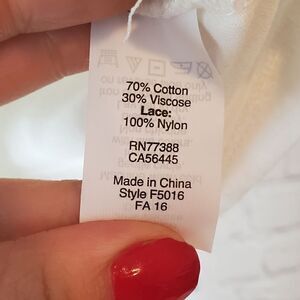 70% Cotton
30% Viscose
Lace:
100% Nylon
RN77388
CA56445
Made in China
Style F5016
FA 16